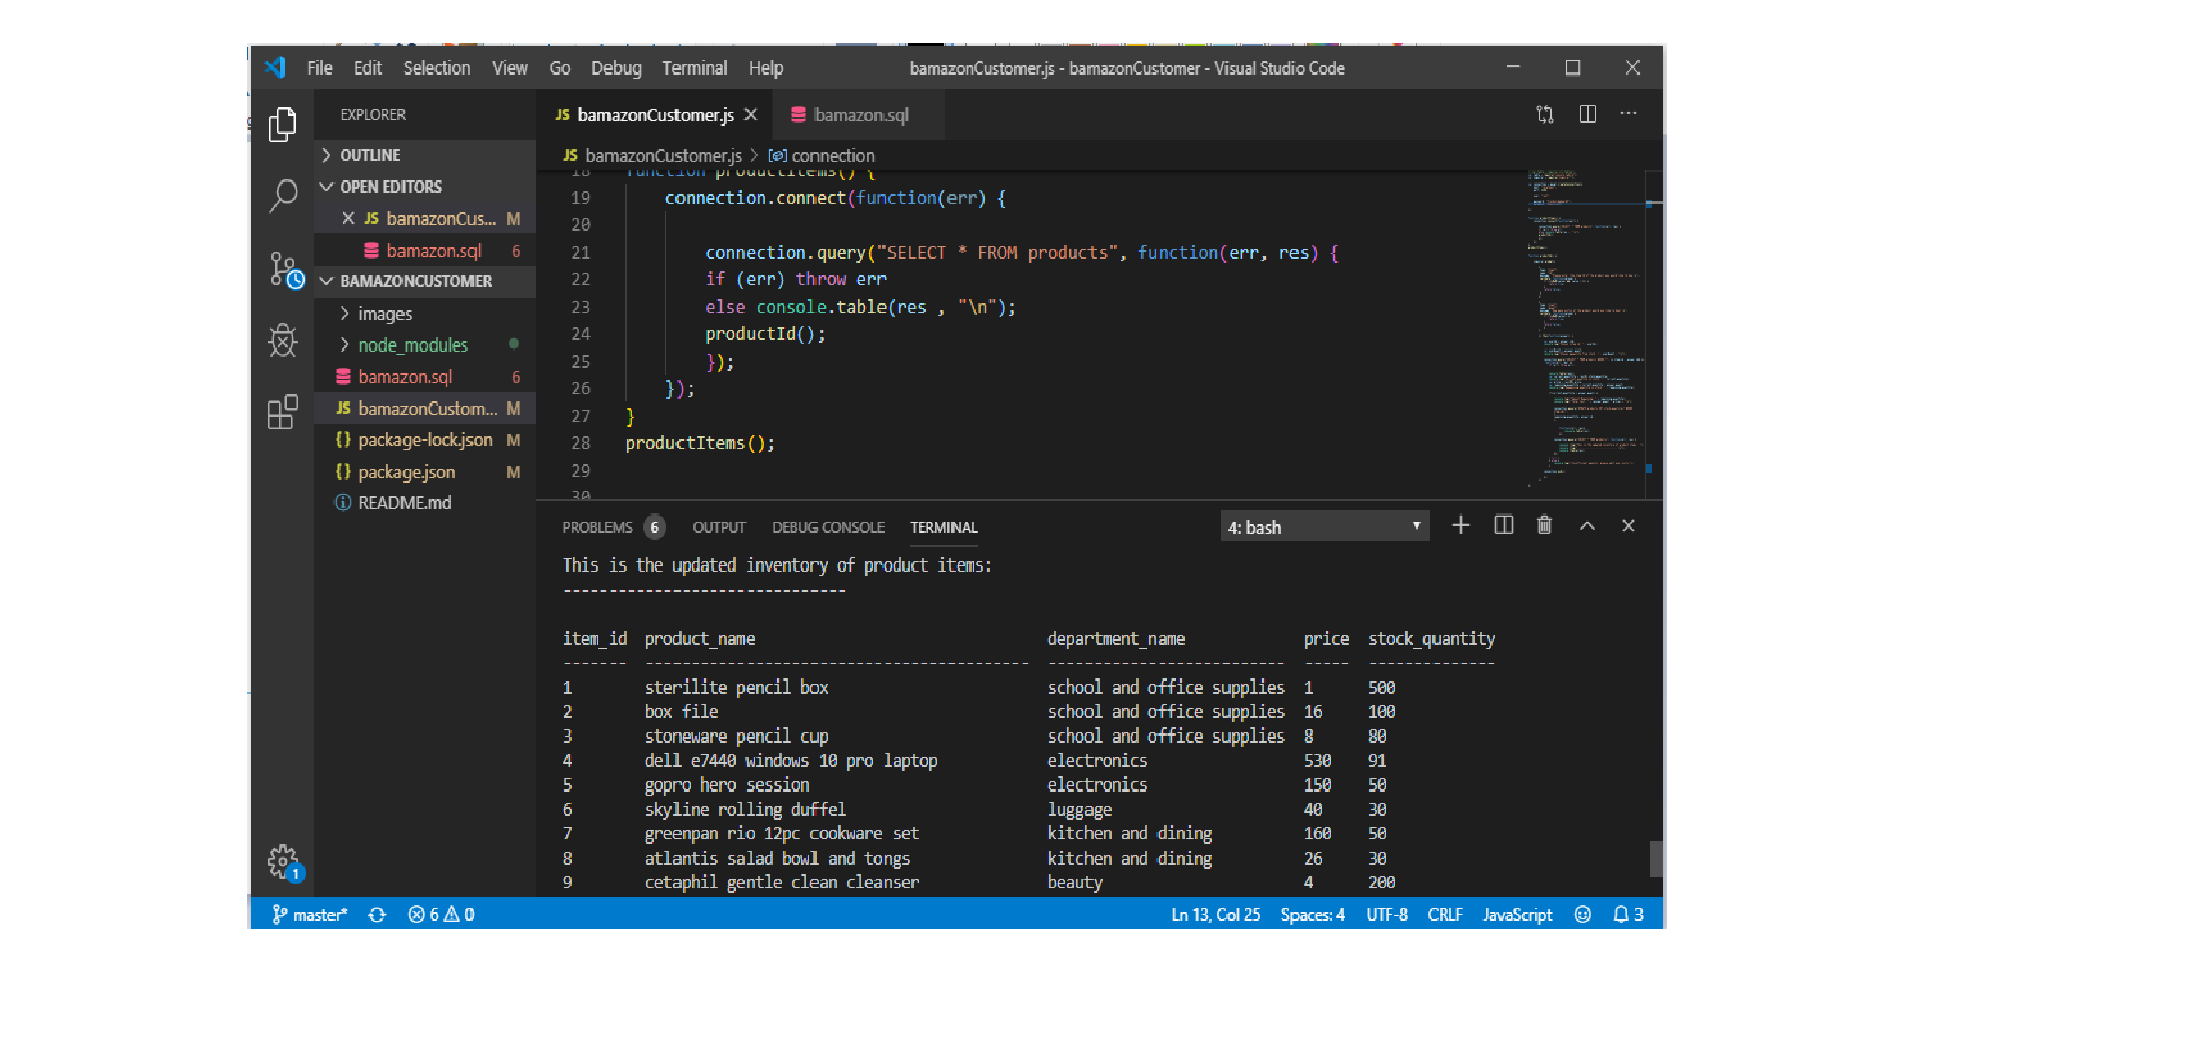 File Edit Selection View Go Debug Terminal Help bamazonCustomer.js - bamazonCustomer - Visual Studio Code
EXPLORER
OUTLINE
OPEN EDITORS
JS bamazonCus... M
bamazon.sql 6
BAMAZONCUSTOMER
images
node_modules
bamazon.sql 6
JS bamazonCustom... M
{} package-lock.json M
{} package.json M
README.md
1
JS bamazonCustomer.js bamazon.sql
JS bamazonCustomer.js > connection
18 function productItems() {
19 connection.connect(function(err) {
20
21 connection.query("SELECT * FROM products", function(err, res) {
22 if (err) throw err
23 else console.table(res , "\n");
24 productId();
25 });
26 });
27 }
28 productItems();
29
30
PROBLEMS 6 OUTPUT DEBUG CONSOLE TERMINAL 4: bash
This is the updated inventory of product items:
-------------------------------
item_id product_name department_name price stock_quantity
------- ------------------------------------------ -------------------------- ----- --------------
1 sterilite pencil box school and office supplies 1 500
2 box file school and office supplies 16 100
3 stoneware pencil cup school and office supplies 8 80
4 dell e7440 windows 10 pro laptop electronics 530 91
5 gopro hero session electronics 150 50
6 skyline rolling duffel luggage 40 30
7 greenpan rio 12pc cookware set kitchen and dining 160 50
8 atlantis salad bowl and tongs kitchen and dining 26 30
9 cetaphil gentle clean cleanser beauty 4 200
master* 6 0 Ln 13, Col 25 Spaces: 4 UTF-8 CRLF JavaScript 3